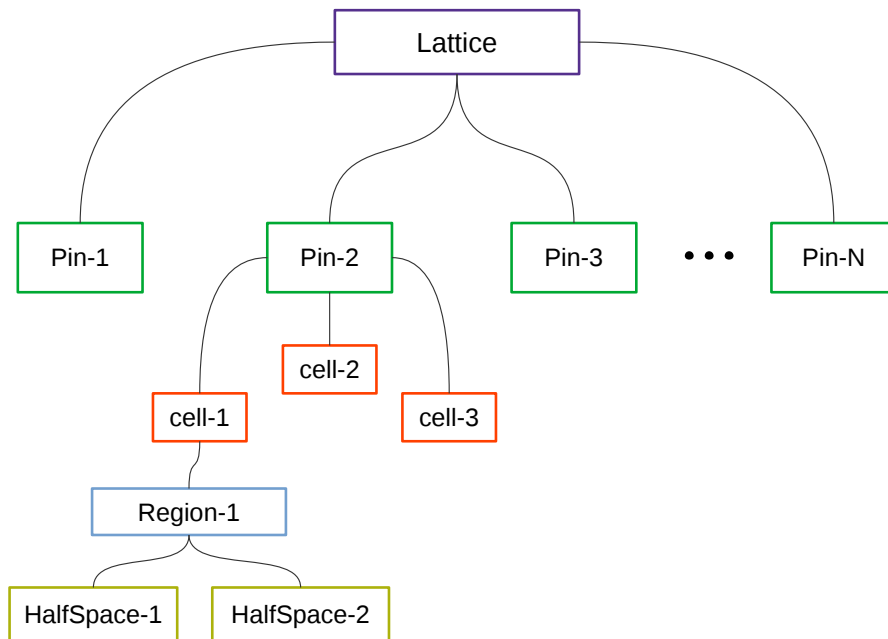 Lattice
Pin-1
Pin-2
Pin-3
•••
Pin-N
cell-2
cell-1
cell-3
Region-1
HalfSpace-1
HalfSpace-2